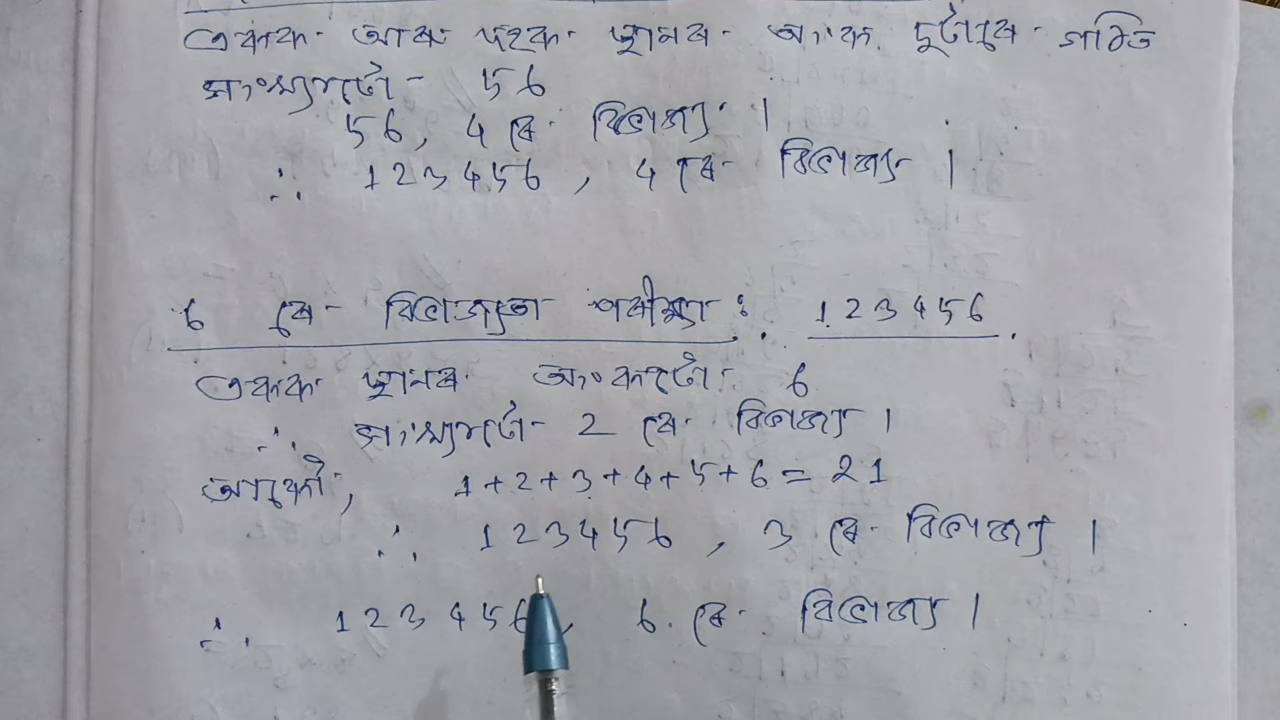 একক আৰু দহক স্থানৰ অংক দুটাৰে গঠিত
সংখ্যাটো- 56
56, 4 ৰে বিভাজ্য ।
∴ 123456, 4 ৰে বিভাজ্য ।
6 ৰে বিভাজ্যতা পৰীক্ষা : 123456.
একক স্থানৰ অংকটো- 6
∴ সংখ্যাটো- 2 ৰে বিভাজ্য ।
আকৌ, 1+2+3+4+5+6=21
∴ 123456, 3 ৰে বিভাজ্য ।
∴ 123456, 6 ৰে বিভাজ্য ।